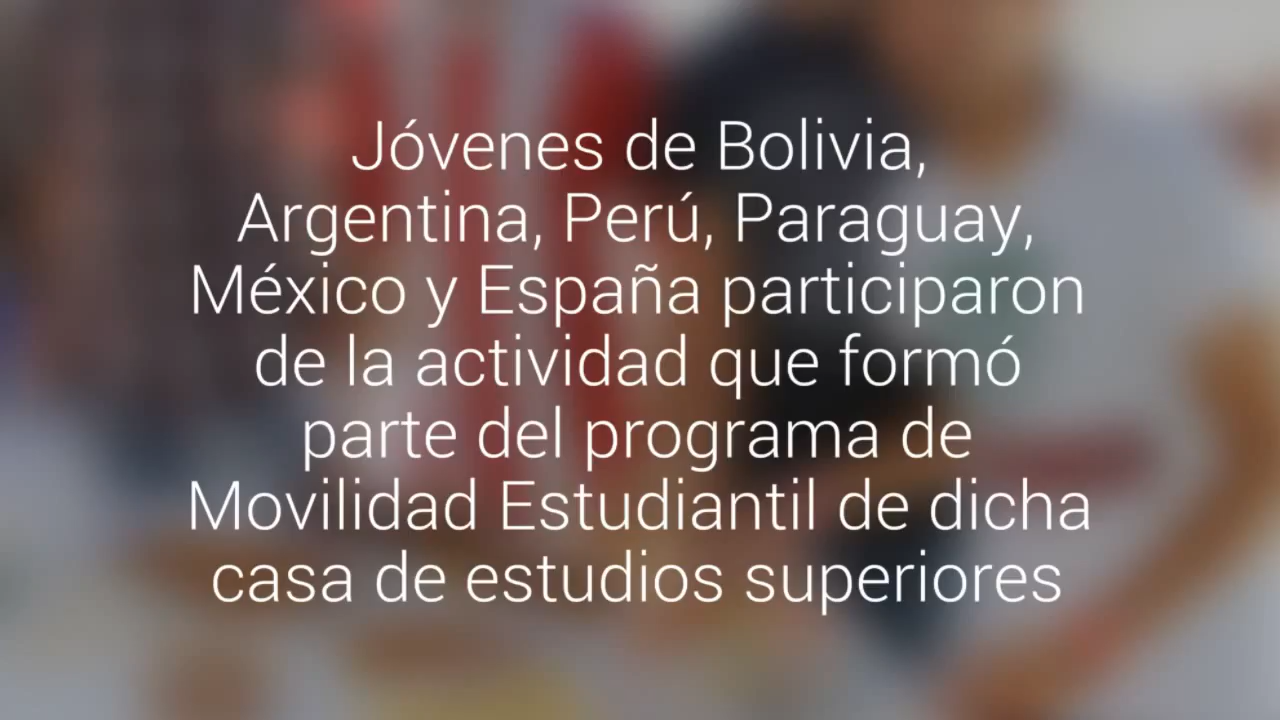 Jóvenes de Bolivia,
Argentina, Perú, Paraguay,
México y España participaron
de la actividad que formó
parte del programa de
Movilidad Estudiantil de dicha
casa de estudios superiores